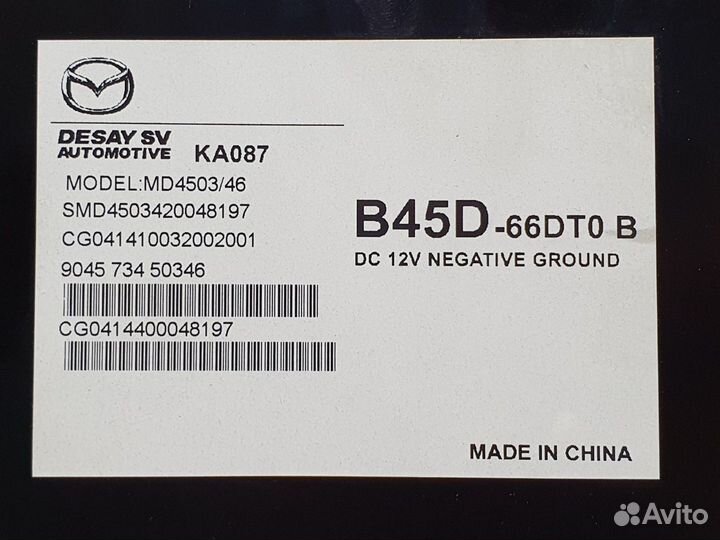 DESAY SV
AUTOMOTIVE KA087
MODEL:MD4503/46
SMD4503420048197
CG041410032002001
9045 734 50346
CG0414400048197
B45D-66DT0 B
DC 12V NEGATIVE GROUND
MADE IN CHINA
Avito